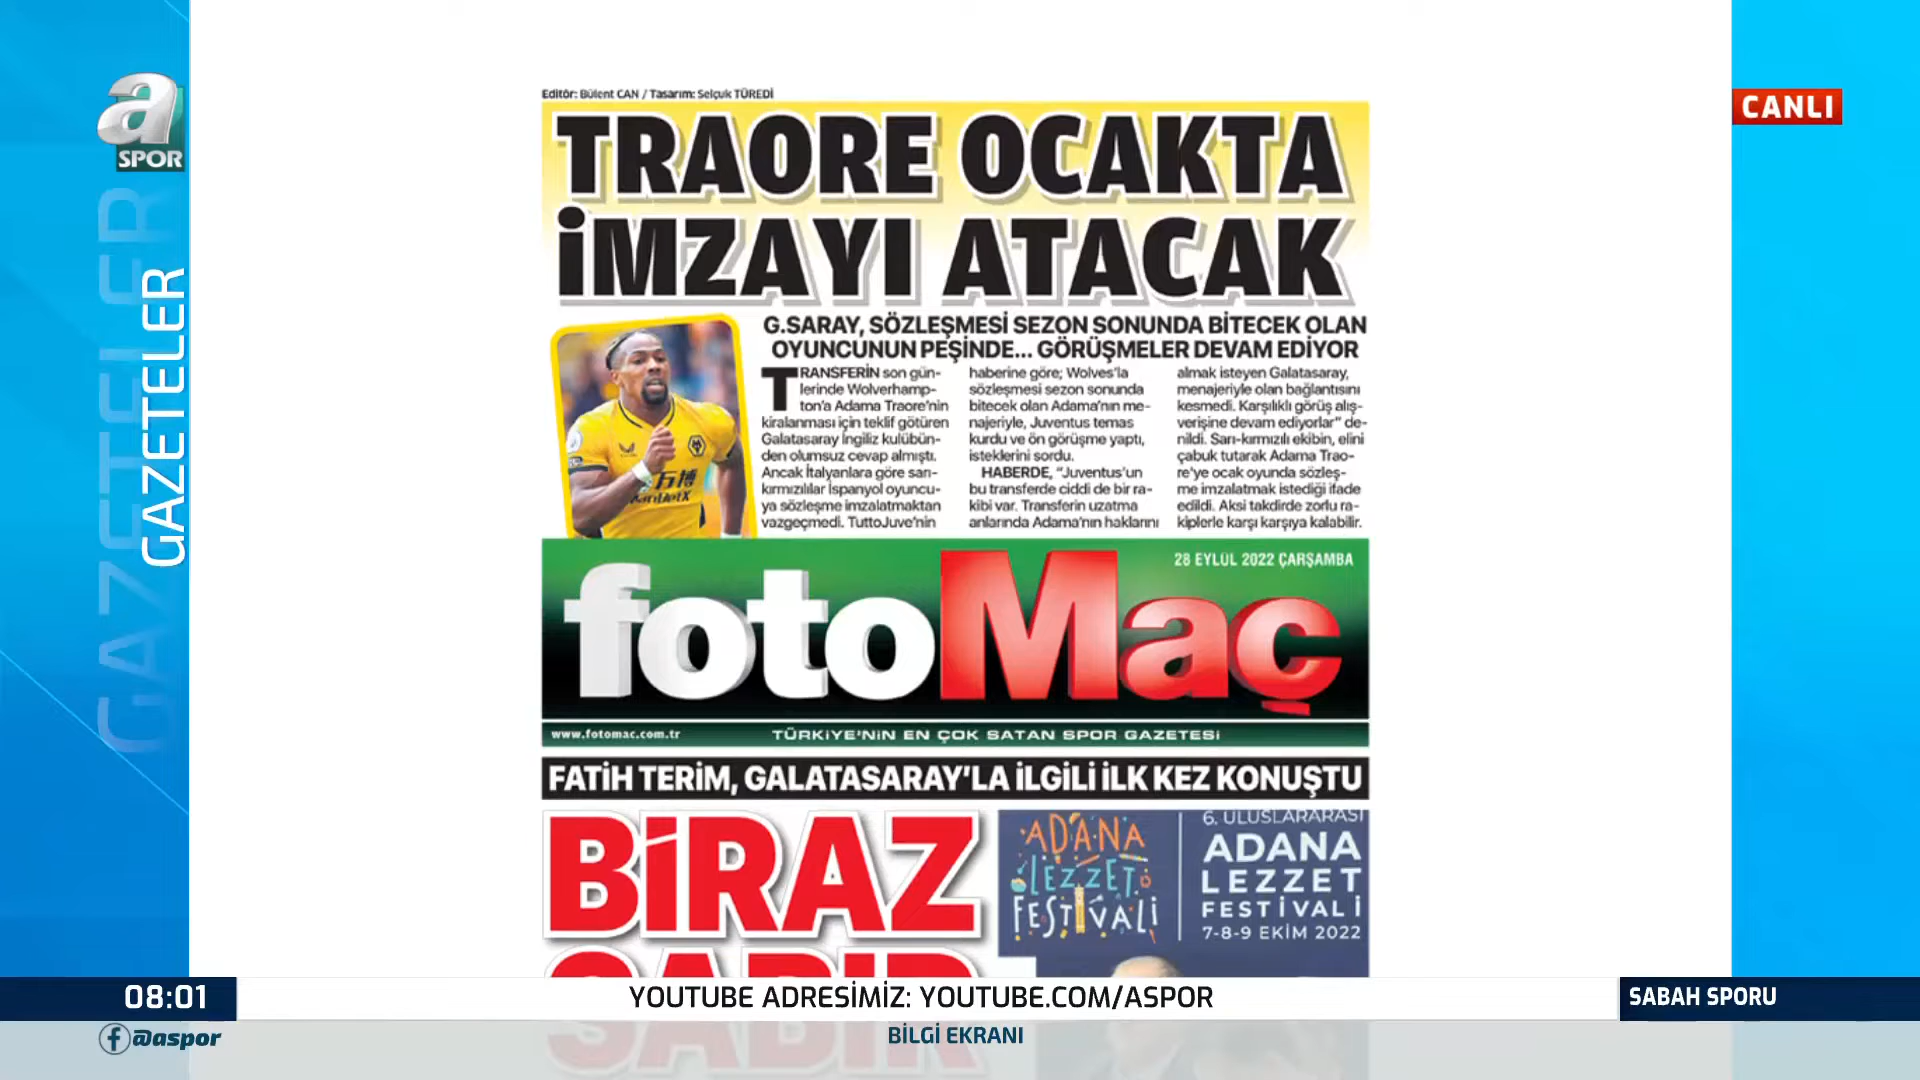 a
SPOR
GAZETELER
GAZETELER
CANLI
Editör: Bülent CAN / Tasarım: Selçuk TÜREDİ
TRAORE OCAKTA
İMZAYI ATACAK
G.SARAY, SÖZLEŞMESİ SEZON SONUNDA BİTECEK OLAN
OYUNCUNUN PEŞİNDE... GÖRÜŞMELER DEVAM EDİYOR
TRANSFERİN son gün-
lerinde Wolverhamp-
ton'a Adama Traore'nin
kiralanması için teklif götüren
Galatasaray İngiliz kulübün-
den olumsuz cevap almıştı.
Ancak İtalyanlara göre sarı-
kırmızılılar İspanyol oyuncu-
ya sözleşme imzalatmaktan
vazgeçmedi. TuttoJuve'nin
haberine göre; Wolves'la
sözleşmesi sezon sonunda
bitecek olan Adama'nın me-
najeriyle, Juventus temas
kurdu ve ön görüşme yaptı,
isteklerini sordu.
HABERDE, "Juventus'un
bu transferde ciddi de bir ra-
kibi var. Transferin uzatma
anlarında Adama'nın haklarını
almak isteyen Galatasaray,
menajeriyle olan bağlantısını
kesmedi. Karşılıklı görüş alış-
verişine devam ediyorlar" de-
nildi. Sarı-kırmızılı ekibin, elini
çabuk tutarak Adama Trao-
re'ye ocak oyunda sözleş-
me imzalatmak istediği ifade
edildi. Aksi takdirde zorlu ra-
kiplerle karşı karşıya kalabilir.
28 EYLÜL 2022 ÇARŞAMBA
fotoMaç
www.fotomac.com.tr
TÜRKİYE'NİN EN ÇOK SATAN SPOR GAZETESİ
FATİH TERİM, GALATASARAY'LA İLGİLİ İLK KEZ KONUŞTU
BİRAZ
SABIR
ADANA
LEZZET
FESTİVALİ
6. ULUSLARARASI
ADANA
LEZZET
FESTİVALİ
7-8-9 EKİM 2022
08:01
YOUTUBE ADRESİMİZ: YOUTUBE.COM/ASPOR
SABAH SPORU
@aspor
BİLGİ EKRANI